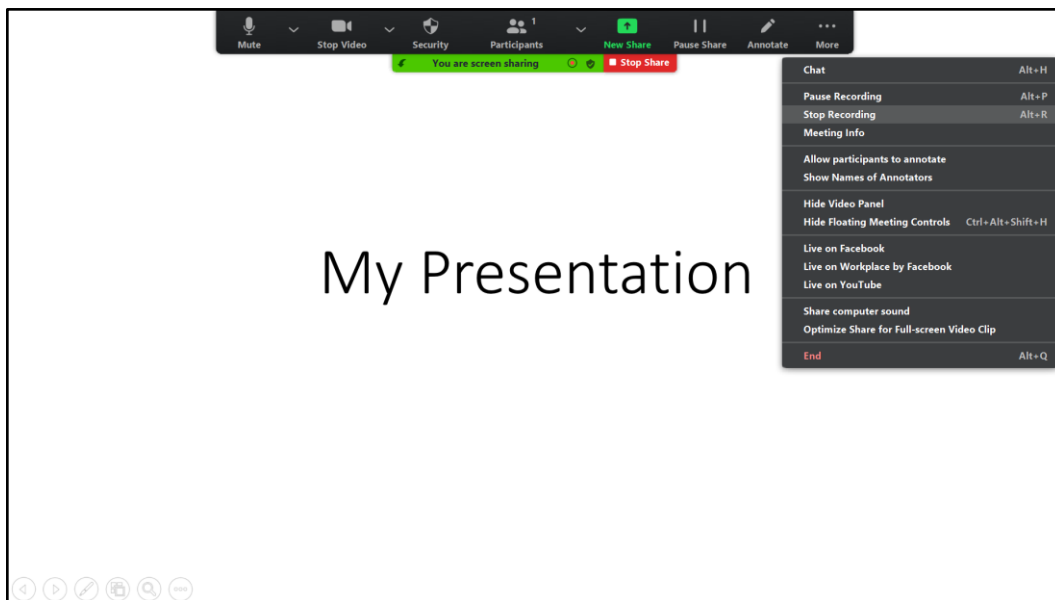 Mute Stop Video Security Participants 1 New Share Pause Share Annotate More
You are screen sharing Stop Share
Chat Alt+H
Pause Recording Alt+P
Stop Recording Alt+R
Meeting Info
Allow participants to annotate
Show Names of Annotators
Hide Video Panel
Hide Floating Meeting Controls Ctrl+Alt+Shift+H
Live on Facebook
Live on Workplace by Facebook
Live on YouTube
Share computer sound
Optimize Share for Full-screen Video Clip
End Alt+Q
My Presentation